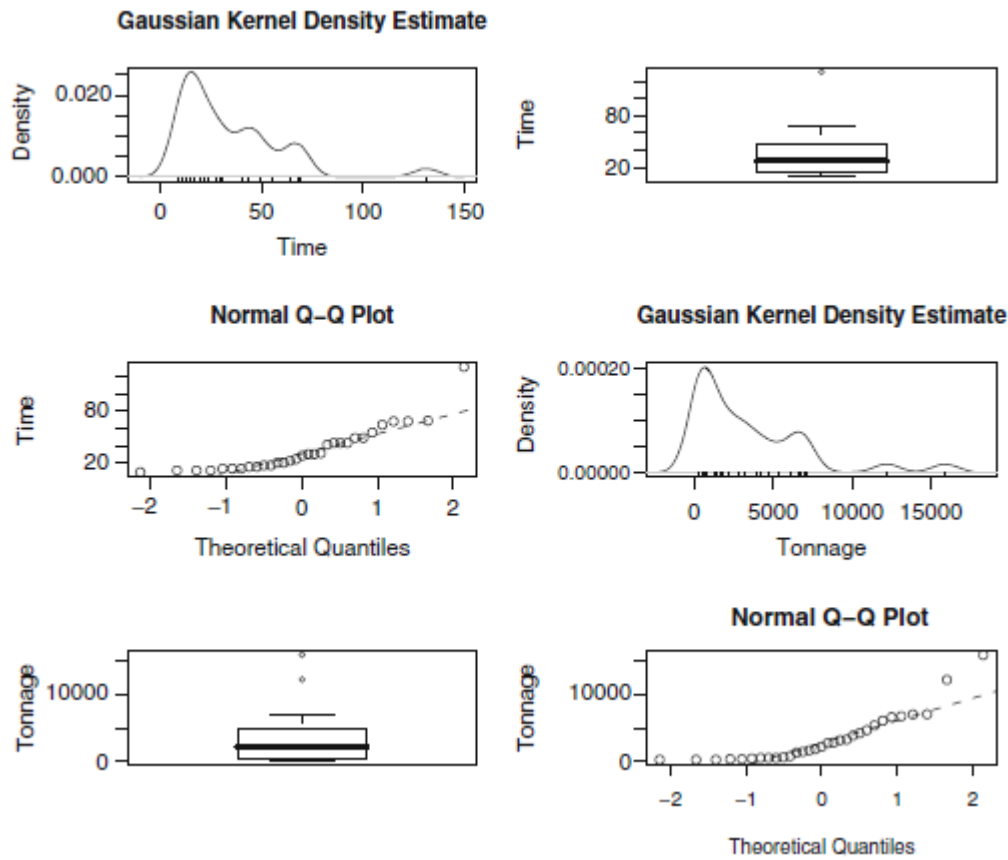 Gaussian Kernel Density Estimate
Density
0.020
0.000
0 50 100 150
Time
Time
80
20
Normal Q–Q Plot
Time
80
20
−2 −1 0 1 2
Theoretical Quantiles
Gaussian Kernel Density Estimate
Density
0.00020
0.00000
0 5000 10000 15000
Tonnage
Tonnage
10000
0
Normal Q–Q Plot
Tonnage
10000
0
−2 −1 0 1 2
Theoretical Quantiles